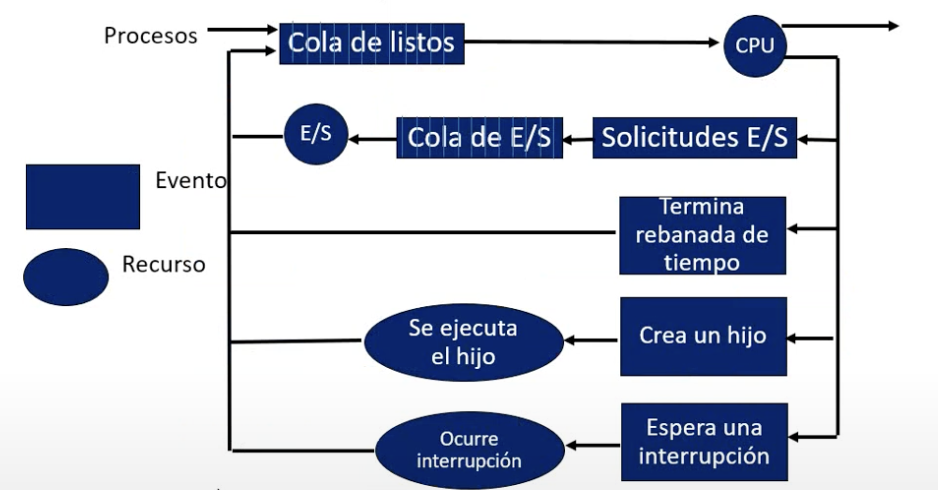 Procesos
Cola de listos
CPU
E/S
Cola de E/S
Solicitudes E/S
Evento
Termina
rebanada de
tiempo
Recurso
Se ejecuta
el hijo
Crea un hijo
Ocurre
interrupción
Espera una
interrupción